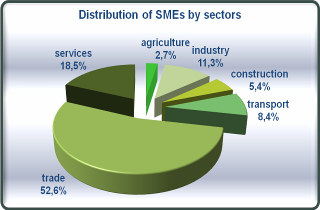 Distribution of SMEs by sectors
agriculture
2,7%
industry
11,3%
construction
5,4%
transport
8,4%
trade
52,6%
services
18,5%